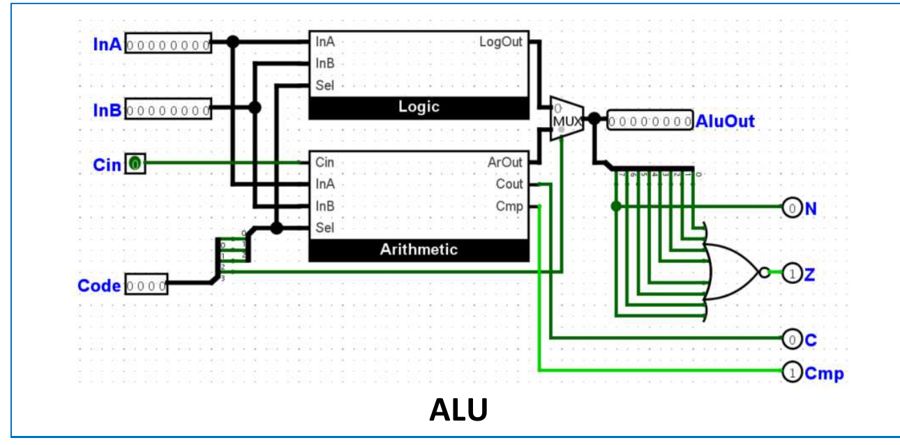 InA 00000000 InA LogOut
InB
Sel
InB 00000000 Logic 0 MUX 00000000 AluOut
Cin 0 Cin ArOut
InA Cout
InB Cmp
Sel
0 N
Arithmetic
Code 0000
1 Z
0 C
1 Cmp
ALU